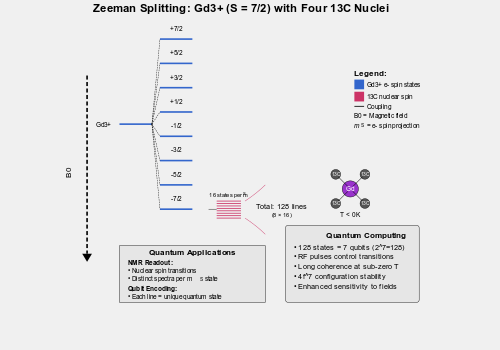 Zeeman Splitting: Gd3+ (S = 7/2) with Four 13C Nuclei
+7/2
+5/2
+3/2
+1/2
-1/2
-3/2
-5/2
-7/2
Gd3+
B0
16 states per m
Total: 128 lines
(8 × 16)
Legend:
Gd3+ e- spin states
13C nuclear spin
Coupling
B0 = Magnetic field
m S = e- spin projection
13C
13C
Gd
13C
13C
T < 0K
Quantum Applications
NMR Readout:
• Nuclear spin transitions
• Distinct spectra per m s state
Qubit Encoding:
• Each line = unique quantum state
Quantum Computing
• 128 states = 7 qubits (2^7=128)
• RF pulses control transitions
• Long coherence at sub-zero T
• 4f^7 configuration stability
• Enhanced sensitivity to fields